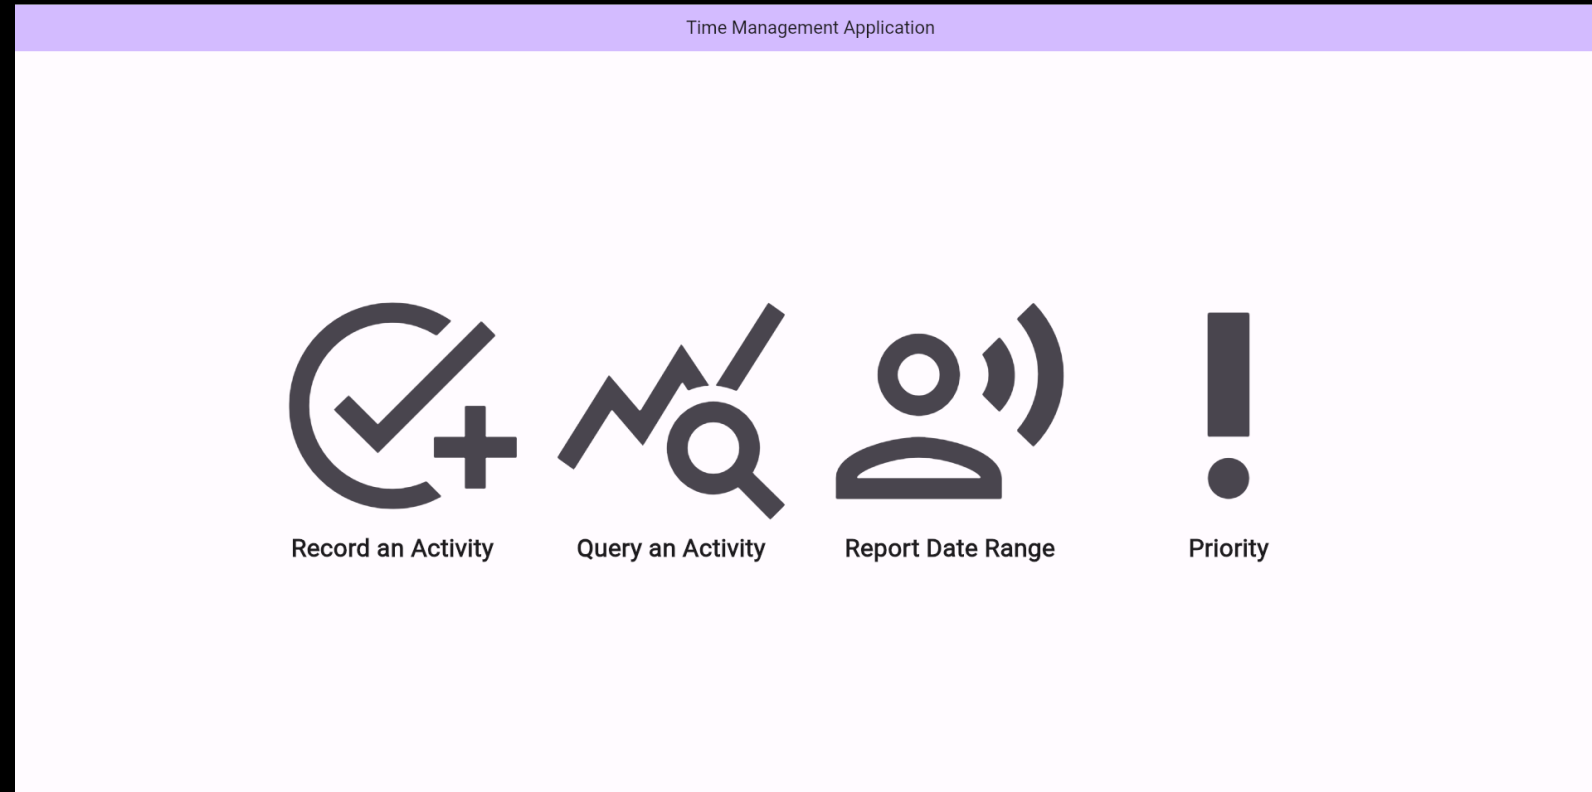 Time Management Application
Record an Activity
Query an Activity
Report Date Range
Priority